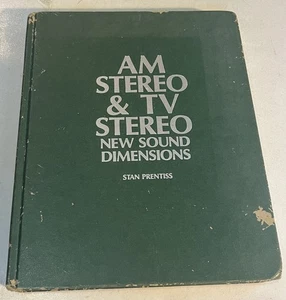 AM
STEREO
& TV
STEREO
NEW SOUND
DIMENSIONS
STAN PRENTISS